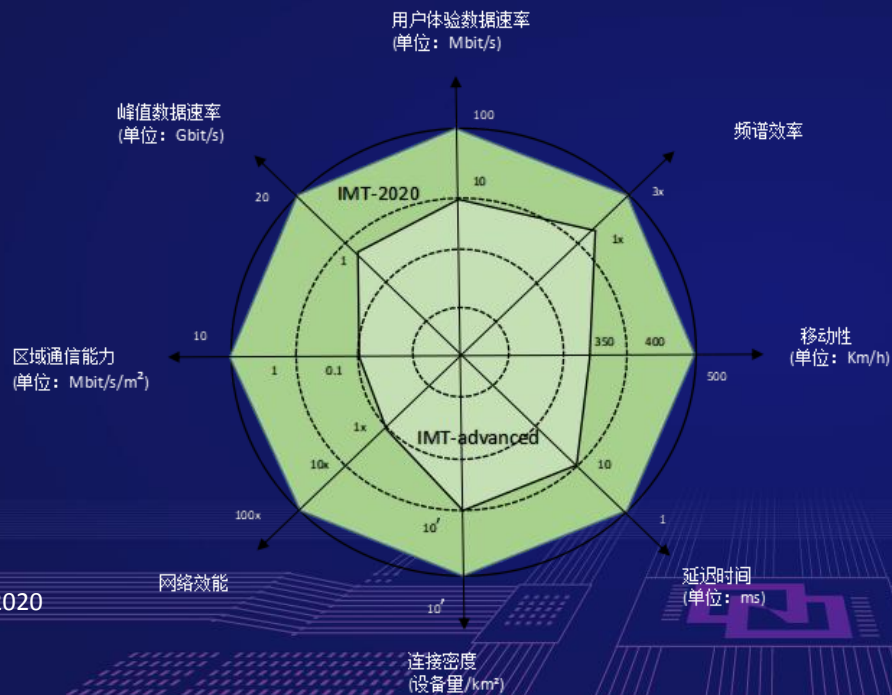 用户体验数据速率
(单位：Mbit/s)
峰值数据速率
(单位：Gbit/s)
频谱效率
100
20
IMT-2020
10
3x
1
1x
10
区域通信能力
(单位：Mbit/s/m²)
1
0.1
350
400
移动性
(单位：Km/h)
500
1x
IMT-advanced
10x
10
100x
10′
1
网络效能
延迟时间
(单位：ms)
2020
10′
连接密度
(设备量/km²)